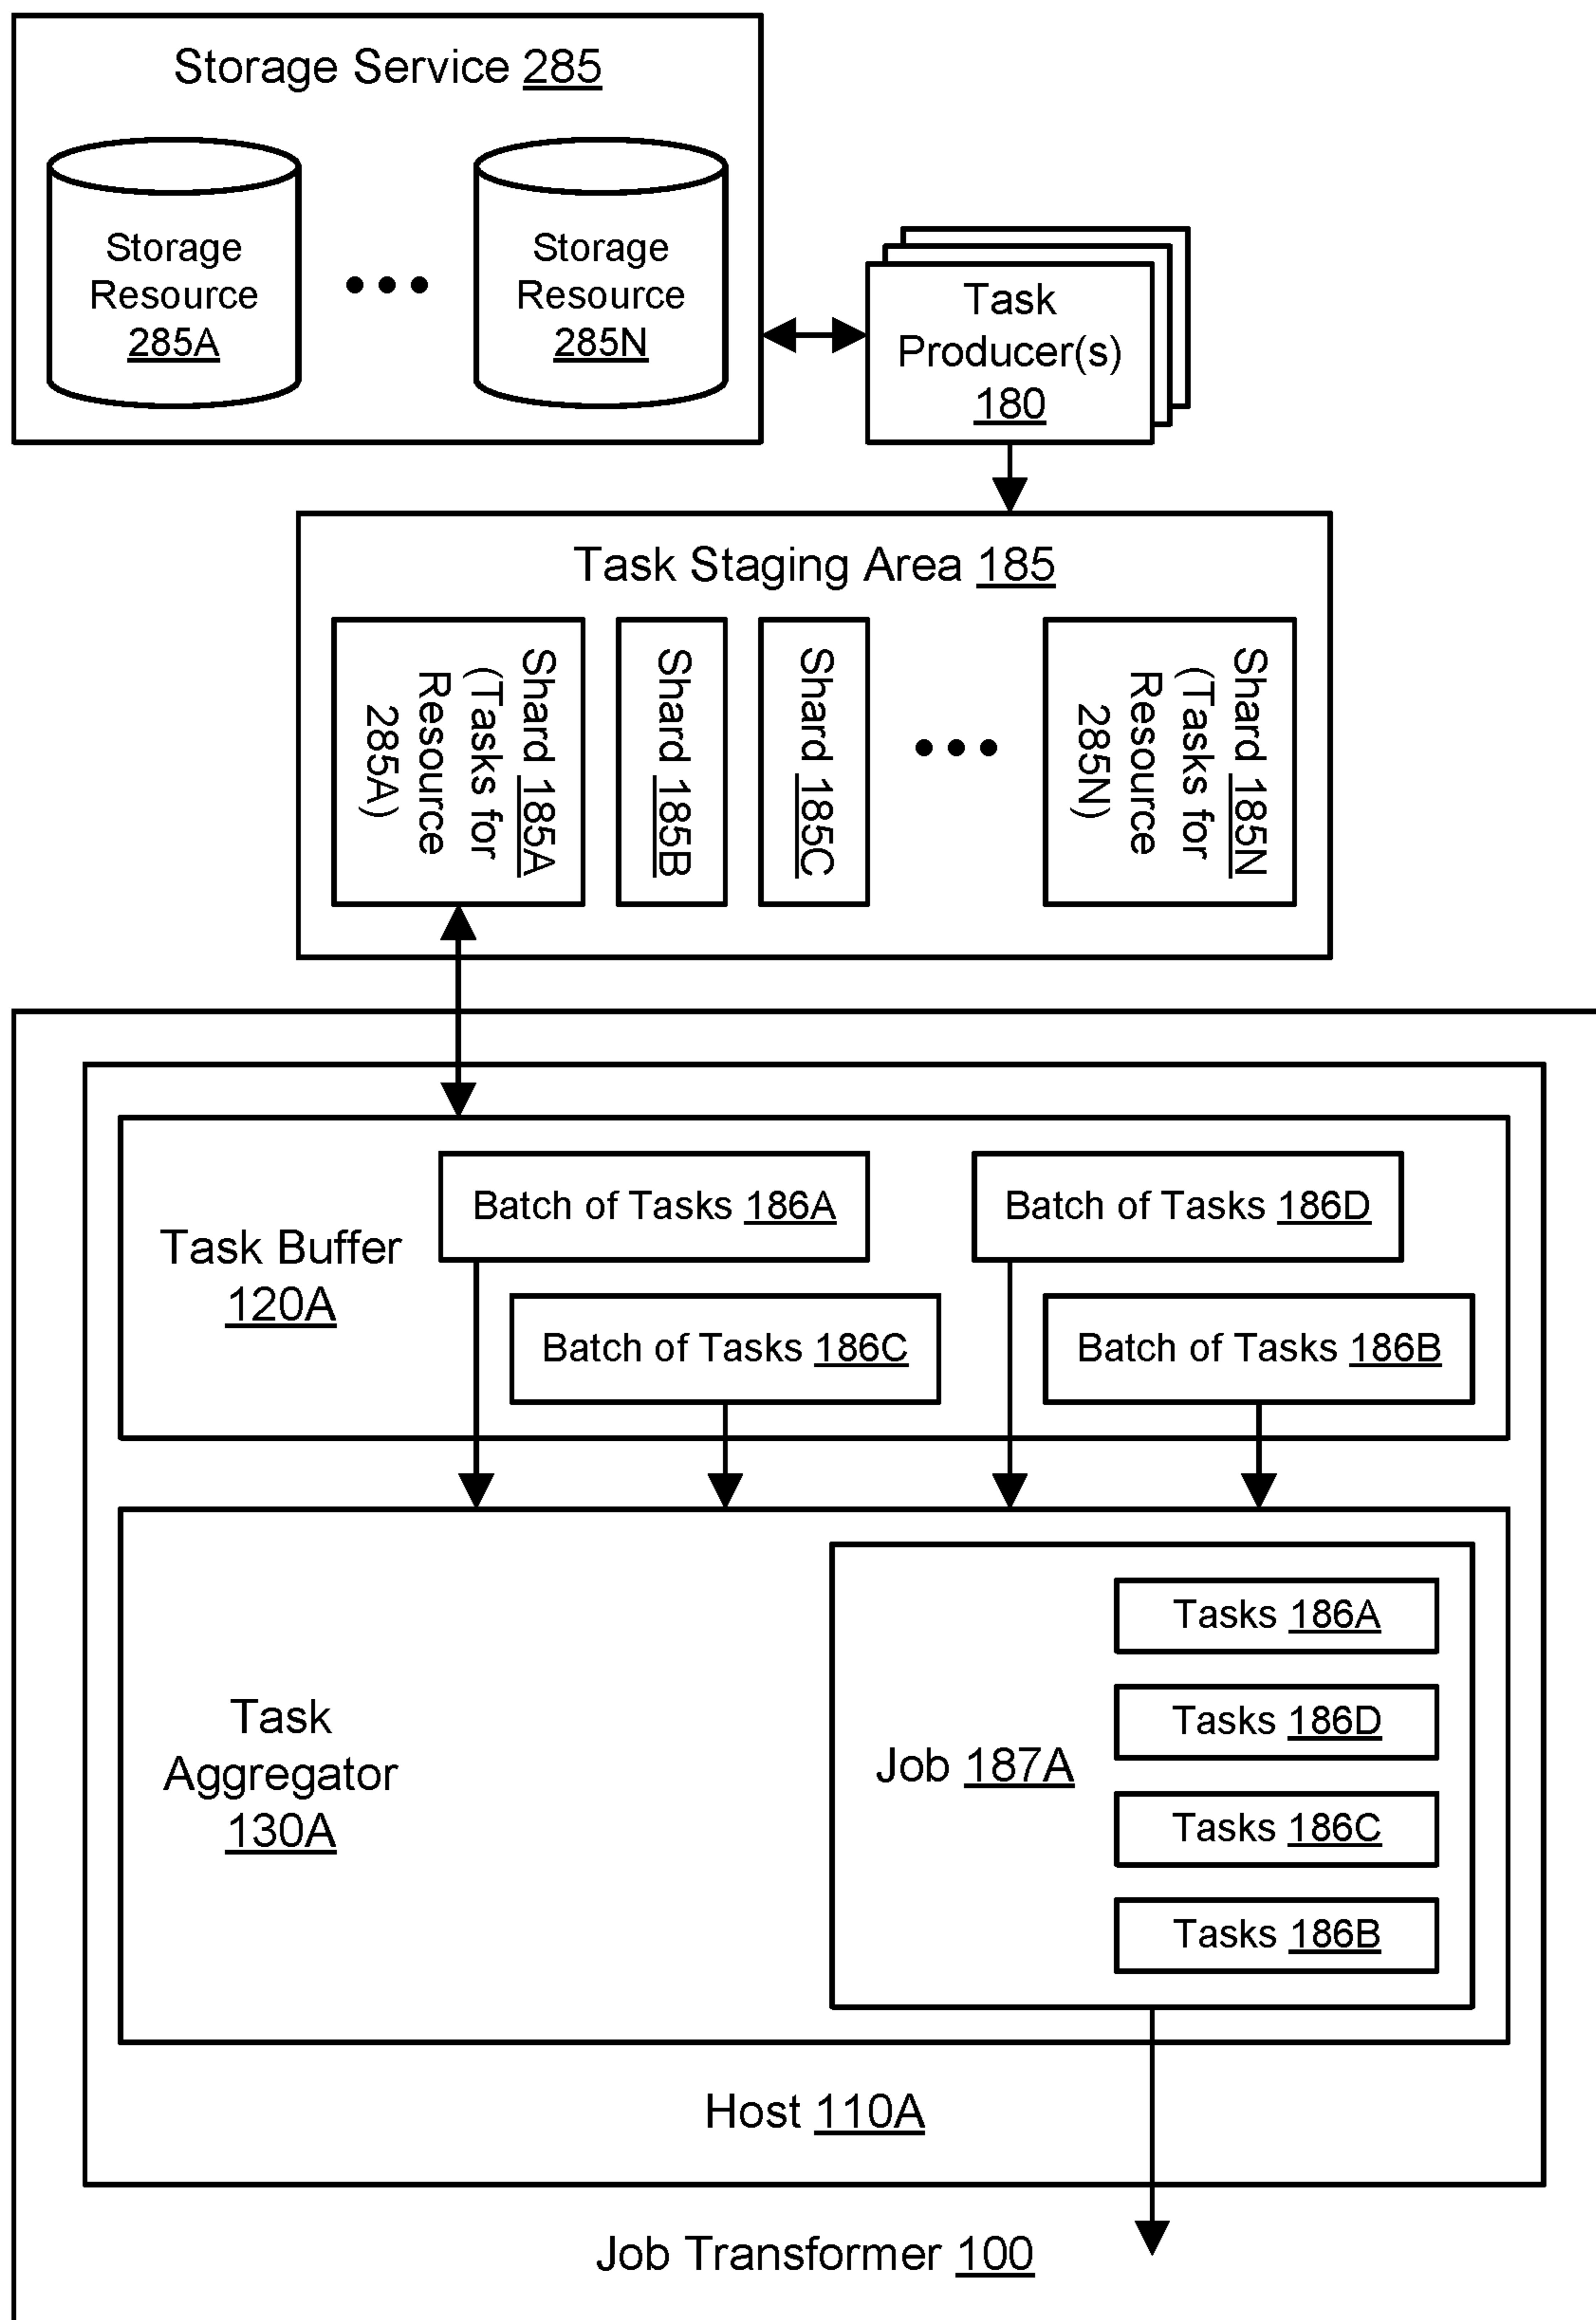 Storage Service 285
Storage
Resource
285A
Storage
Resource
285N
Task
Producer(s)
180
Task Staging Area 185
Shard 185A
(Tasks for
Resource
285A)
Shard 185B
Shard 185C
Shard 185N
(Tasks for
Resource
285N)
Task Buffer
120A
Batch of Tasks 186A
Batch of Tasks 186D
Batch of Tasks 186C
Batch of Tasks 186B
Task
Aggregator
130A
Job 187A
Tasks 186A
Tasks 186D
Tasks 186C
Tasks 186B
Host 110A
Job Transformer 100